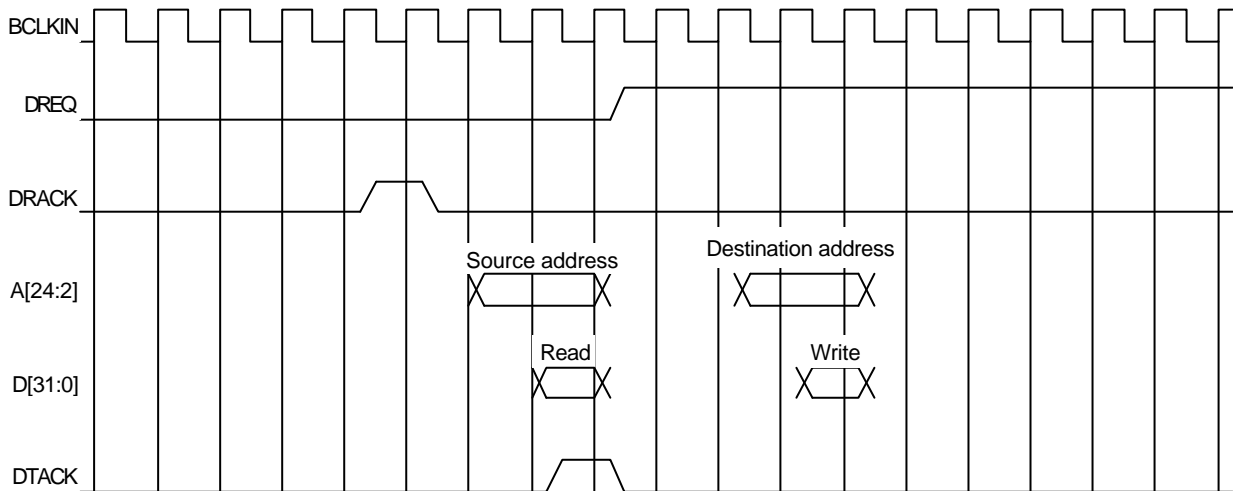 BCLKIN
DREQ
DRACK
Source address
Destination address
A[24:2]
Read
Write
D[31:0]
DTACK